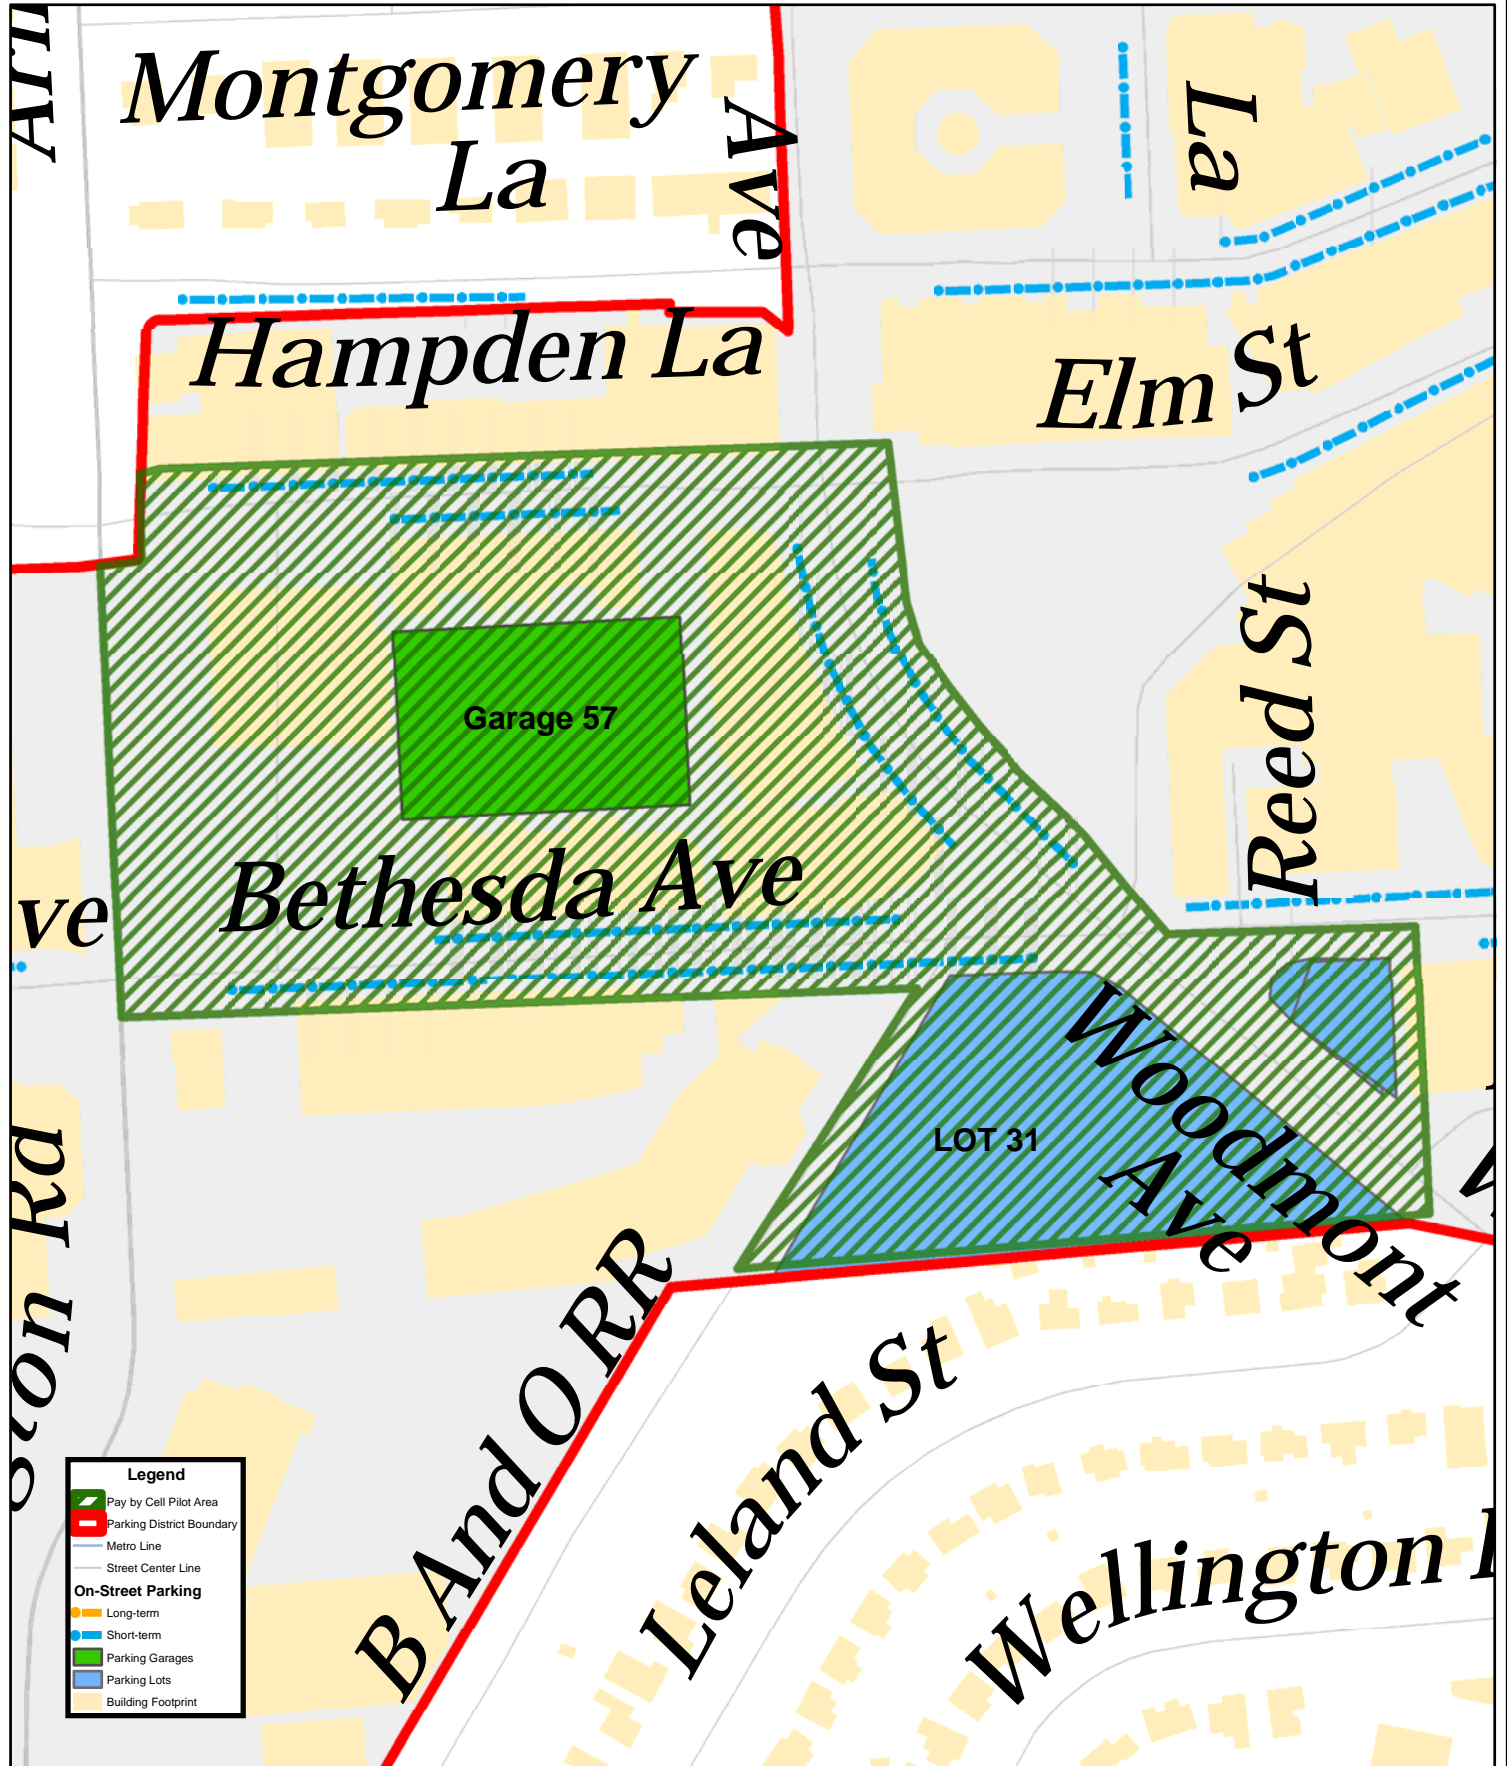 Montgomery
La
Ave
La
Hampden La
Elm St
Reed St
Garage 57
Bethesda Ave
ve
LOT 31
Woodmont
Ave
Rd
B And O RR
Leland St
Wellington
Legend
Pay by Cell Pilot Area
Parking District Boundary
Metro Line
Street Center Line
On-Street Parking
Long-term
Short-term
Parking Garages
Parking Lots
Building Footprint